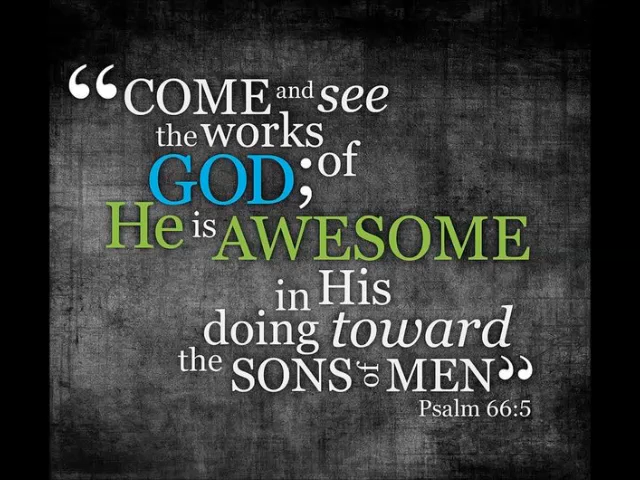 “COME and see
the works
of
GOD;
He is AWESOME
in His
doing toward
the SONS of MEN”
Psalm 66:5